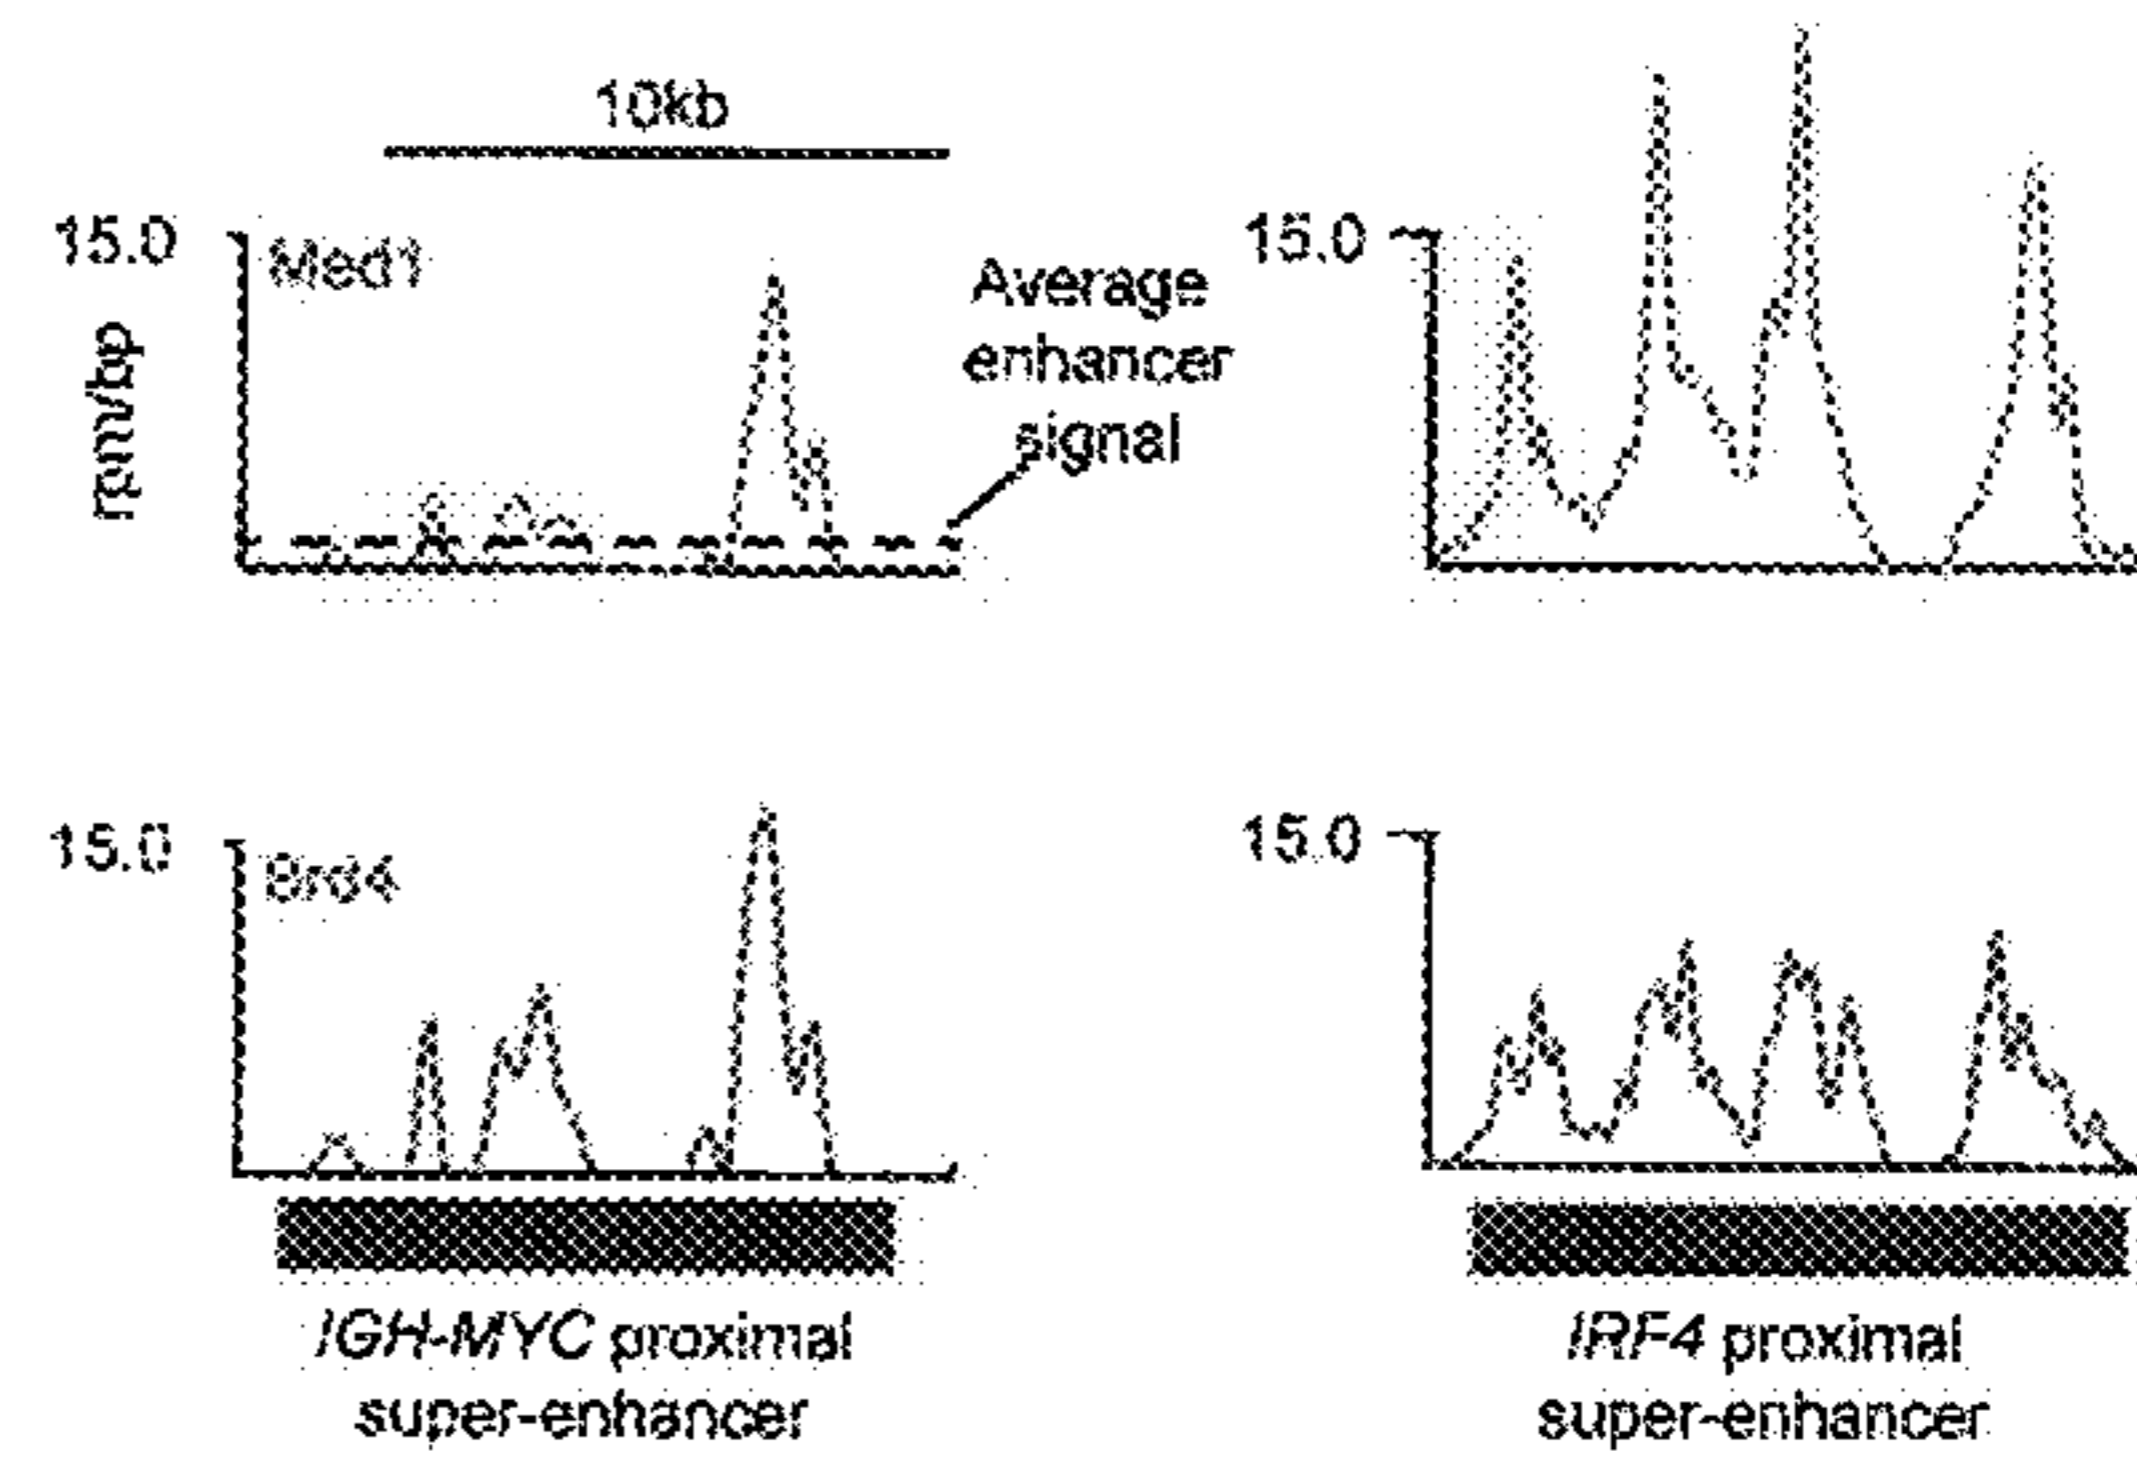 10kb
15.0
Med1
rpm/bp
Average
enhancer
signal
15.0
15.0
Brd4
15.0
IGH-MYC proximal
super-enhancer
IRF4 proximal
super-enhancer